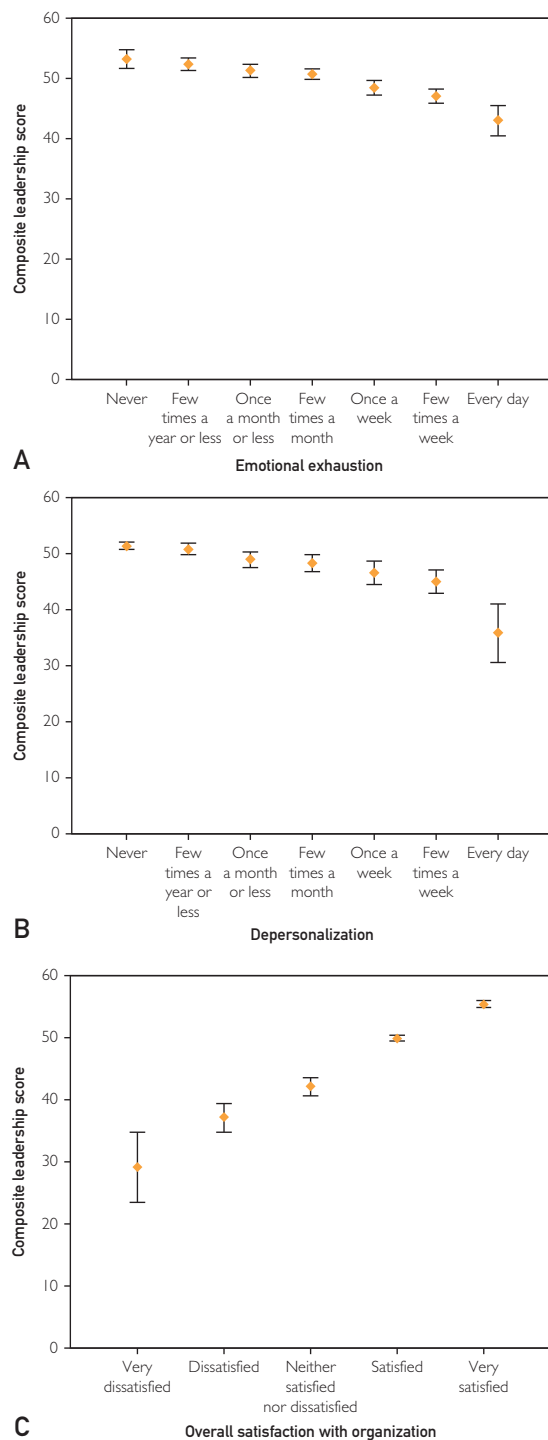 60
50
40
30
20
10
0
Composite leadership score
Never
Few
times a
year or less
Once
a month
or less
Few
times a
month
Once a
week
Few
times a
week
Every day
A
Emotional exhaustion
60
50
40
30
20
10
0
Composite leadership score
Never
Few
times a
year or
less
Once
a month
or less
Few
times a
month
Once a
week
Few
times a
week
Every day
B
Depersonalization
60
50
40
30
20
10
0
Composite leadership score
Very
dissatisfied
Dissatisfied
Neither
satisfied
nor dissatisfied
Satisfied
Very
satisfied
C
Overall satisfaction with organization